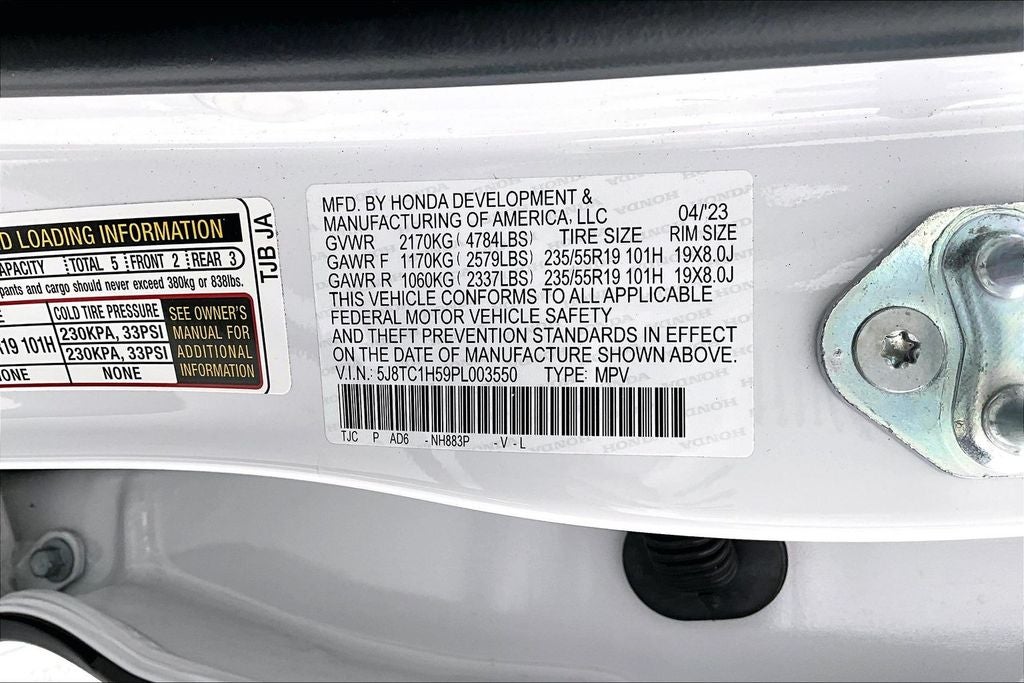 D LOADING INFORMATION
CAPACITY TOTAL 5 FRONT 2 REAR 3
pants and cargo should never exceed 380kg or 838lbs.
COLD TIRE PRESSURE
R19 101H 230KPA, 33PSI
230KPA, 33PSI
NONE NONE
SEE OWNER'S
MANUAL FOR
ADDITIONAL
INFORMATION
TJB JA
MFD. BY HONDA DEVELOPMENT &
MANUFACTURING OF AMERICA, LLC 04/'23
GVWR 2170KG ( 4784LBS) TIRE SIZE RIM SIZE
GAWR F 1170KG ( 2579LBS) 235/55R19 101H 19X8.0J
GAWR R 1060KG ( 2337LBS) 235/55R19 101H 19X8.0J
THIS VEHICLE CONFORMS TO ALL APPLICABLE
FEDERAL MOTOR VEHICLE SAFETY
AND THEFT PREVENTION STANDARDS IN EFFECT
ON THE DATE OF MANUFACTURE SHOWN ABOVE.
V.I.N.: 5J8TC1H59PL003550 TYPE: MPV
TJC P AD6 -NH883P -V -L